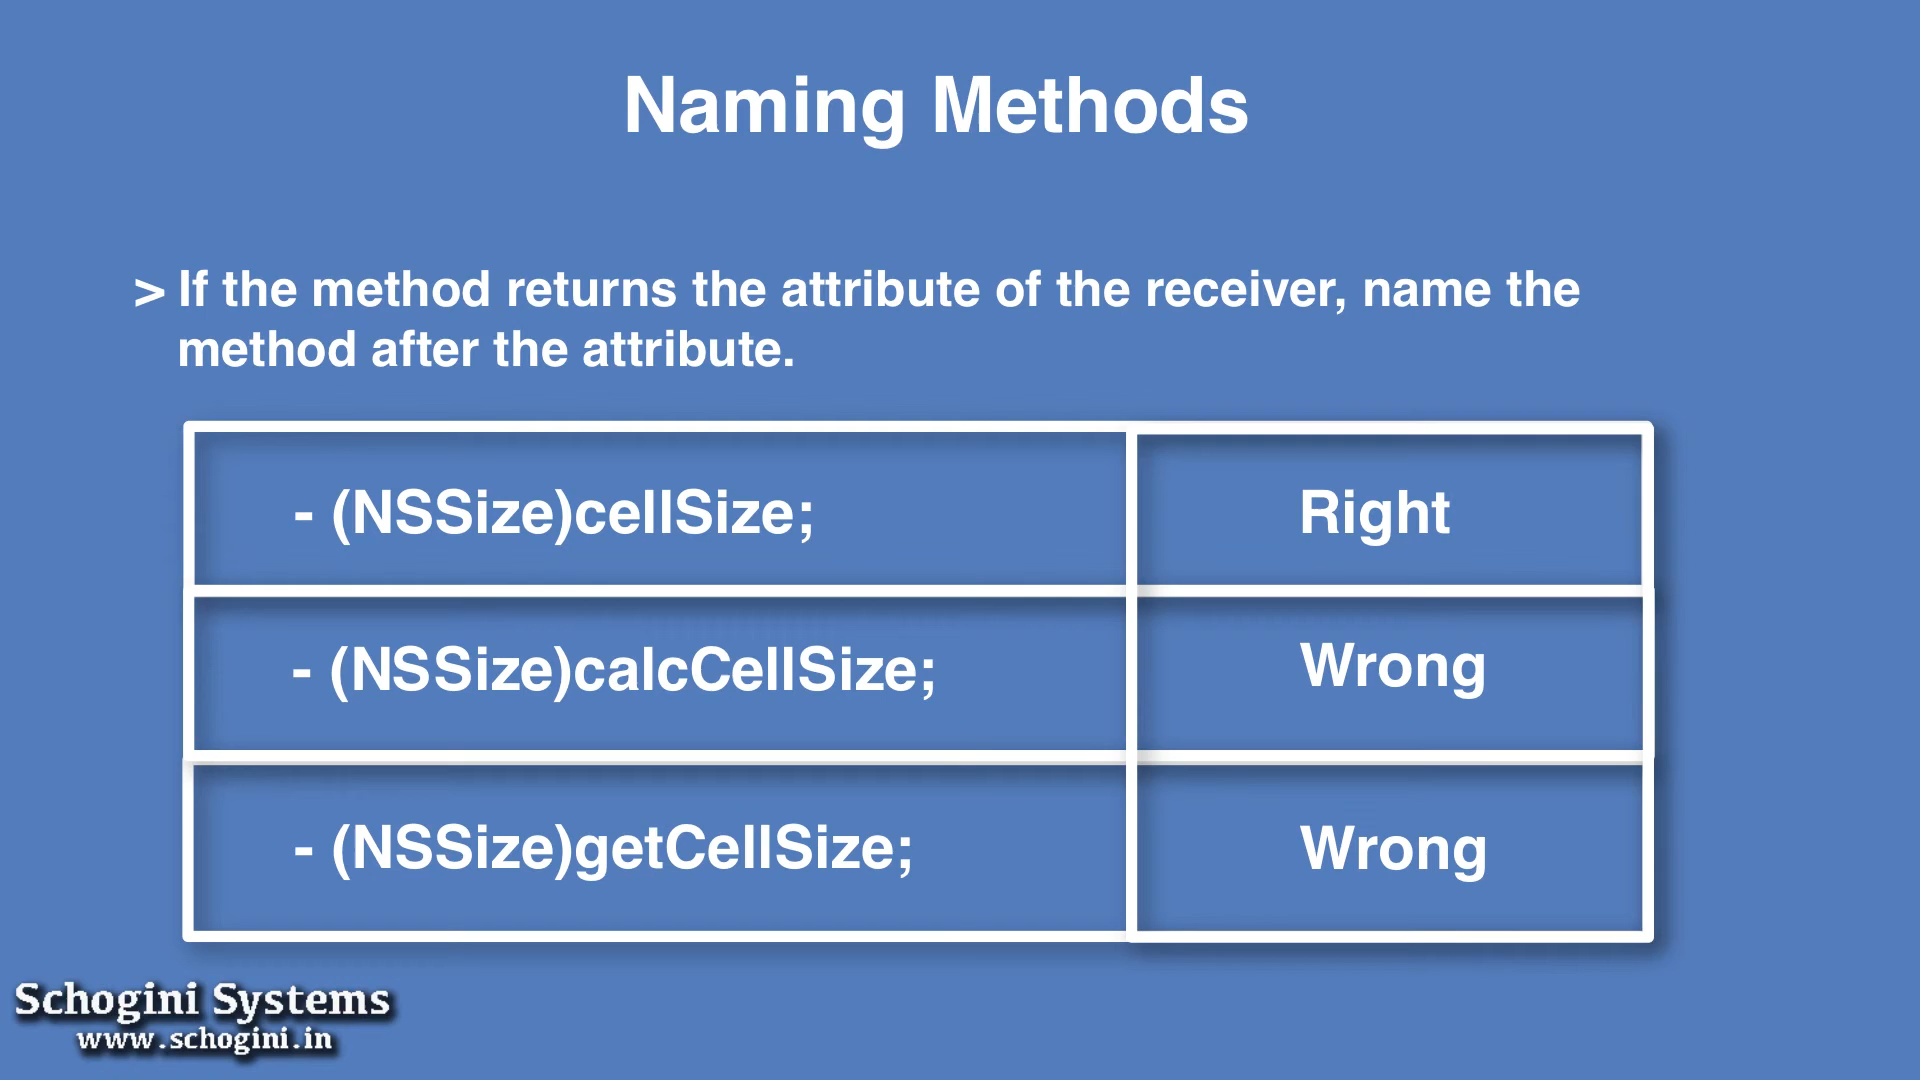 Naming Methods
> If the method returns the attribute of the receiver, name the
method after the attribute.
- (NSSize)cellSize; Right
- (NSSize)calcCellSize; Wrong
- (NSSize)getCellSize; Wrong
Schogini Systems
www.schogini.in